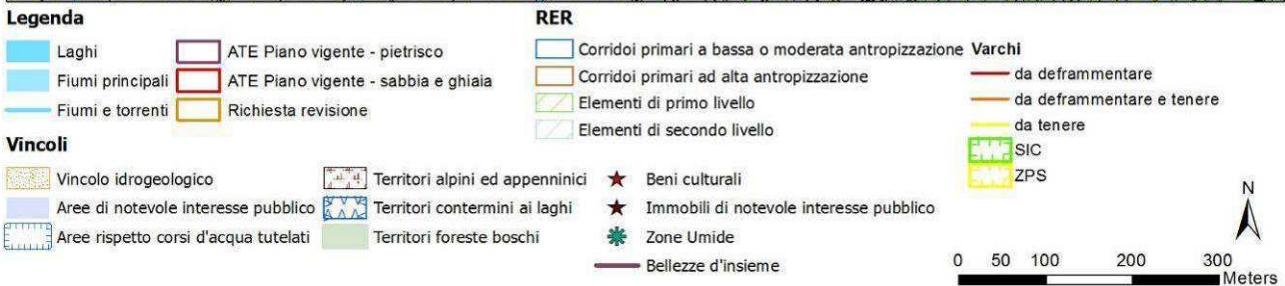 Legenda
Laghi
Fiumi principali
Fiumi e torrenti
ATE Piano vigente - pietrisco
ATE Piano vigente - sabbia e ghiaia
Richiesta revisione
Vincoli
Vincolo idrogeologico
Aree di notevole interesse pubblico
Aree rispetto corsi d'acqua tutelati
Territori alpini ed appenninici
Territori contermini ai laghi
Territori foreste boschi
Beni culturali
Immobili di notevole interesse pubblico
Zone Umide
Bellezze d'insieme
RER
Corridoi primari a bassa o moderata antropizzazione
Corridoi primari ad alta antropizzazione
Elementi di primo livello
Elementi di secondo livello
Varchi
da deframmentare
da deframmentare e tenere
da tenere
SIC
ZPS
N
0 50 100 200 300
Meters